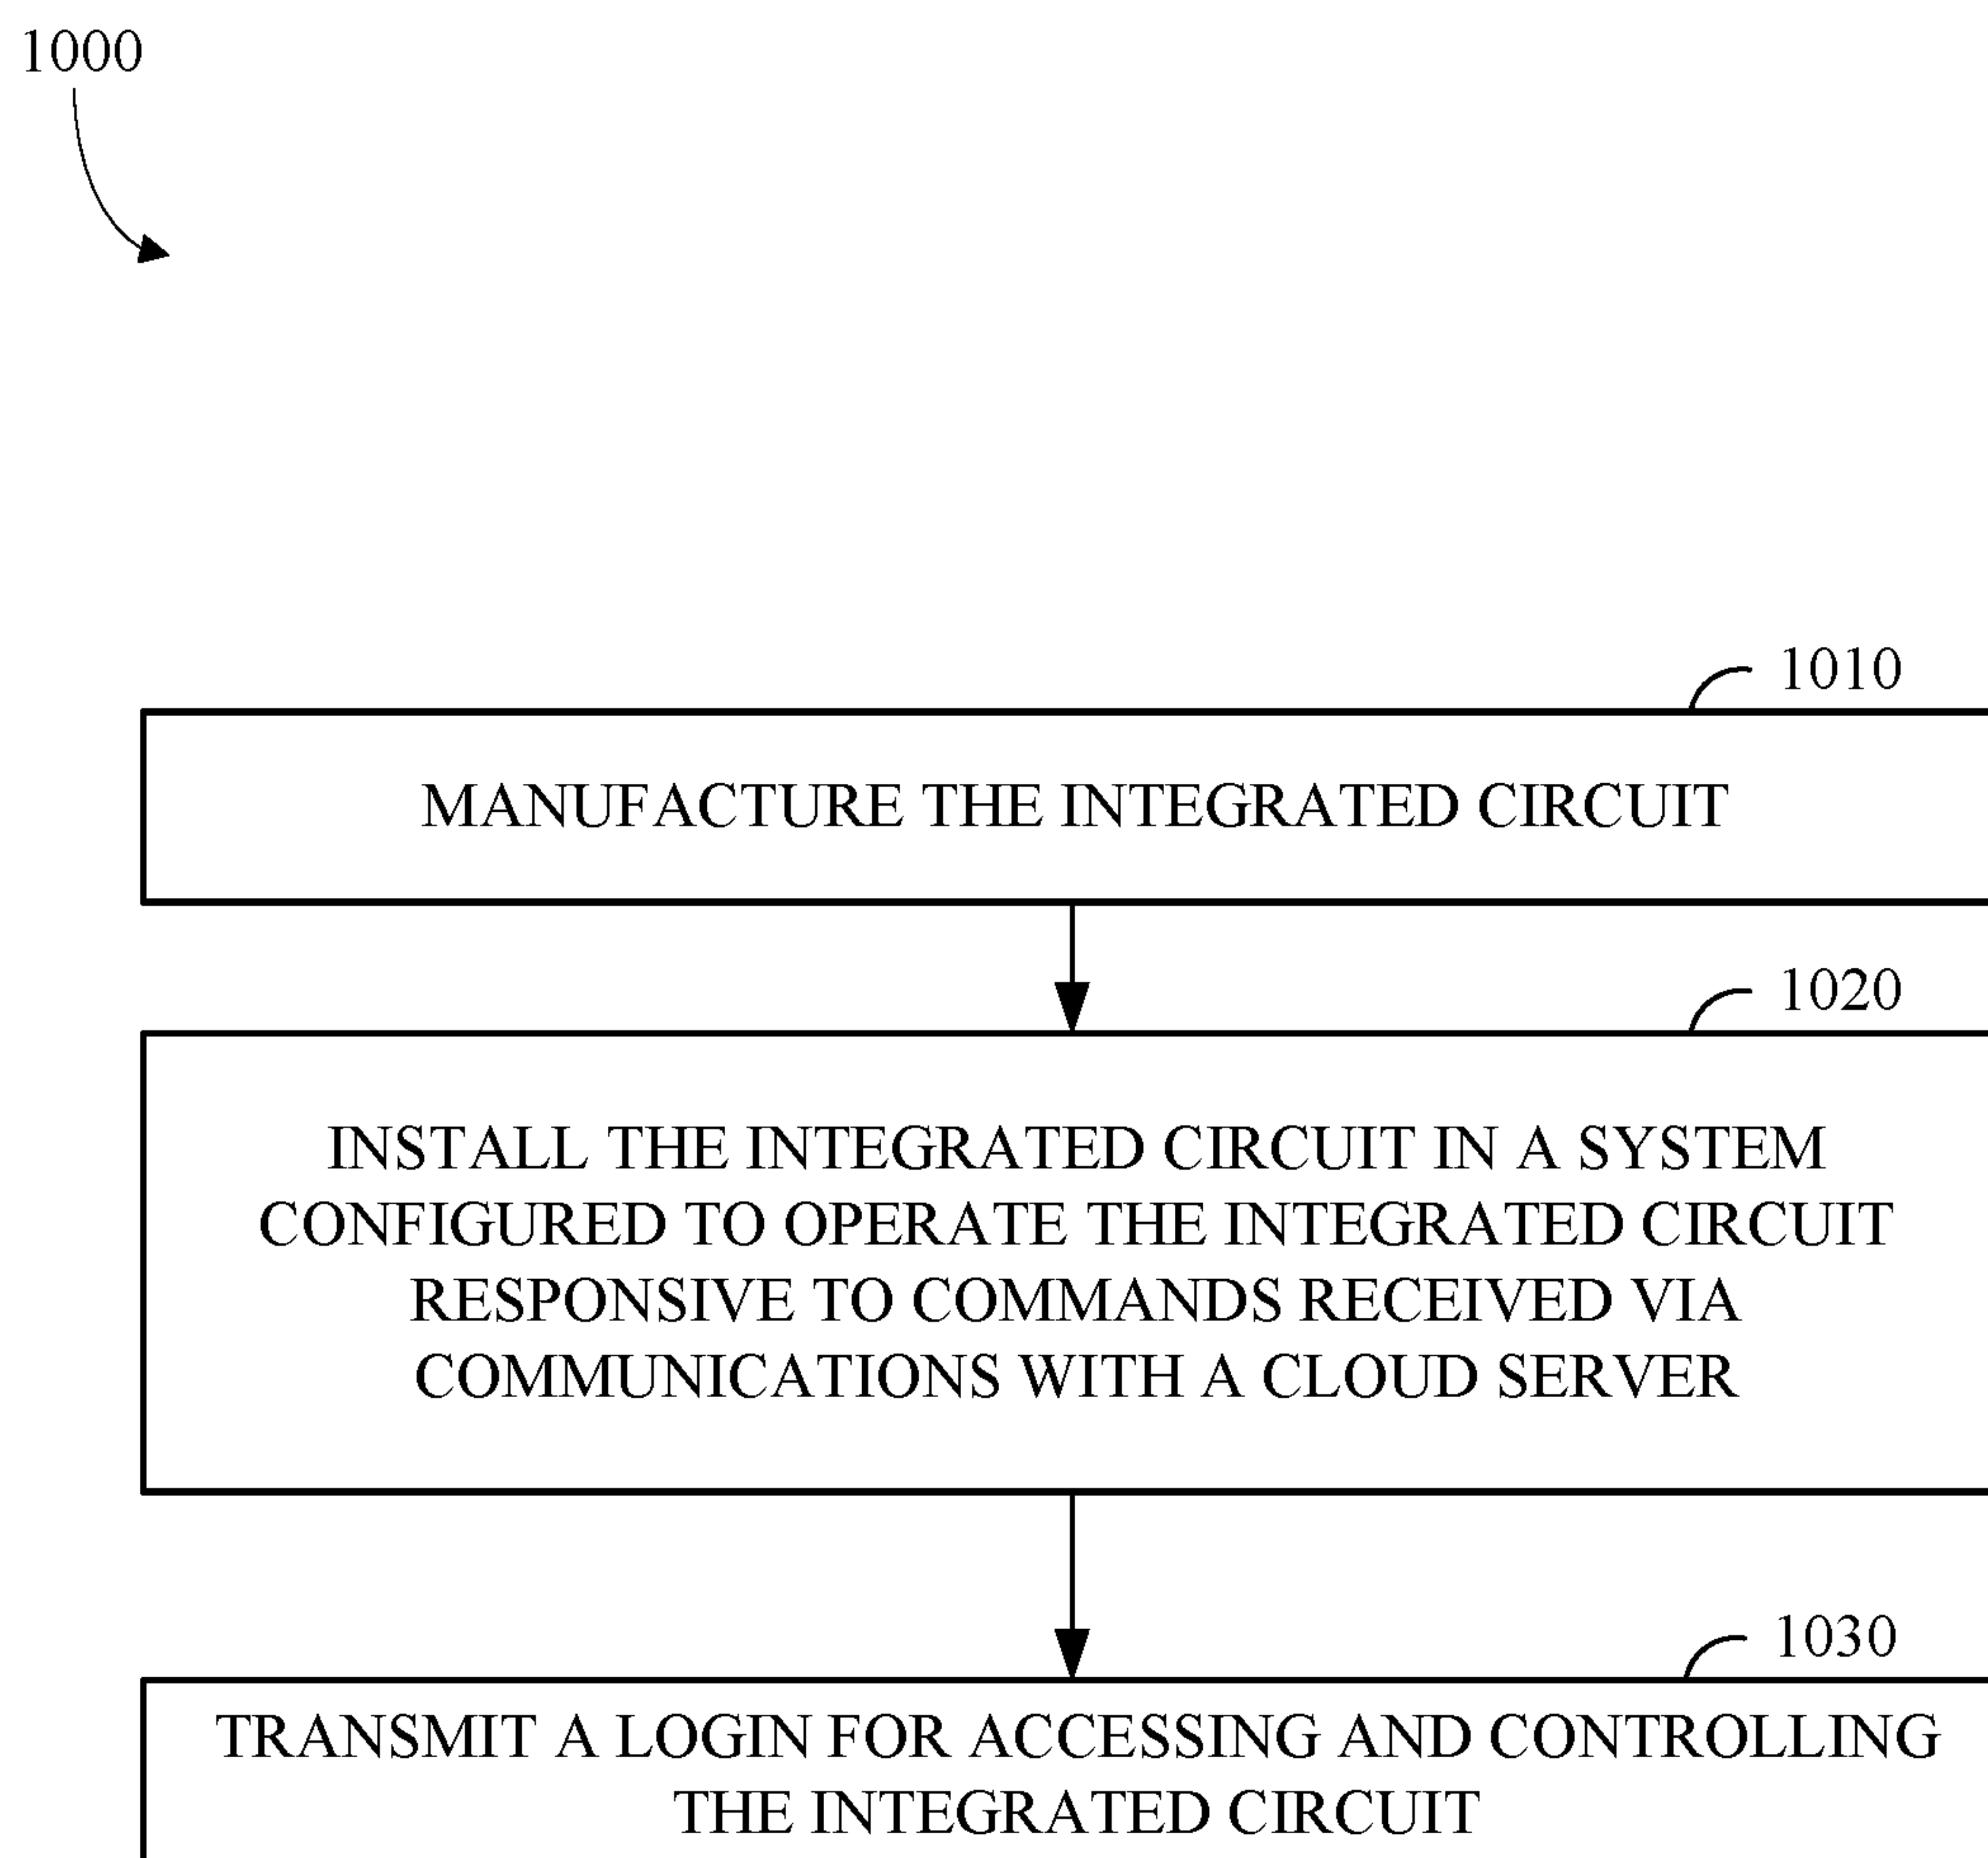 1000
1010
MANUFACTURE THE INTEGRATED CIRCUIT
1020
INSTALL THE INTEGRATED CIRCUIT IN A SYSTEM
CONFIGURED TO OPERATE THE INTEGRATED CIRCUIT
RESPONSIVE TO COMMANDS RECEIVED VIA
COMMUNICATIONS WITH A CLOUD SERVER
1030
TRANSMIT A LOGIN FOR ACCESSING AND CONTROLLING
THE INTEGRATED CIRCUIT